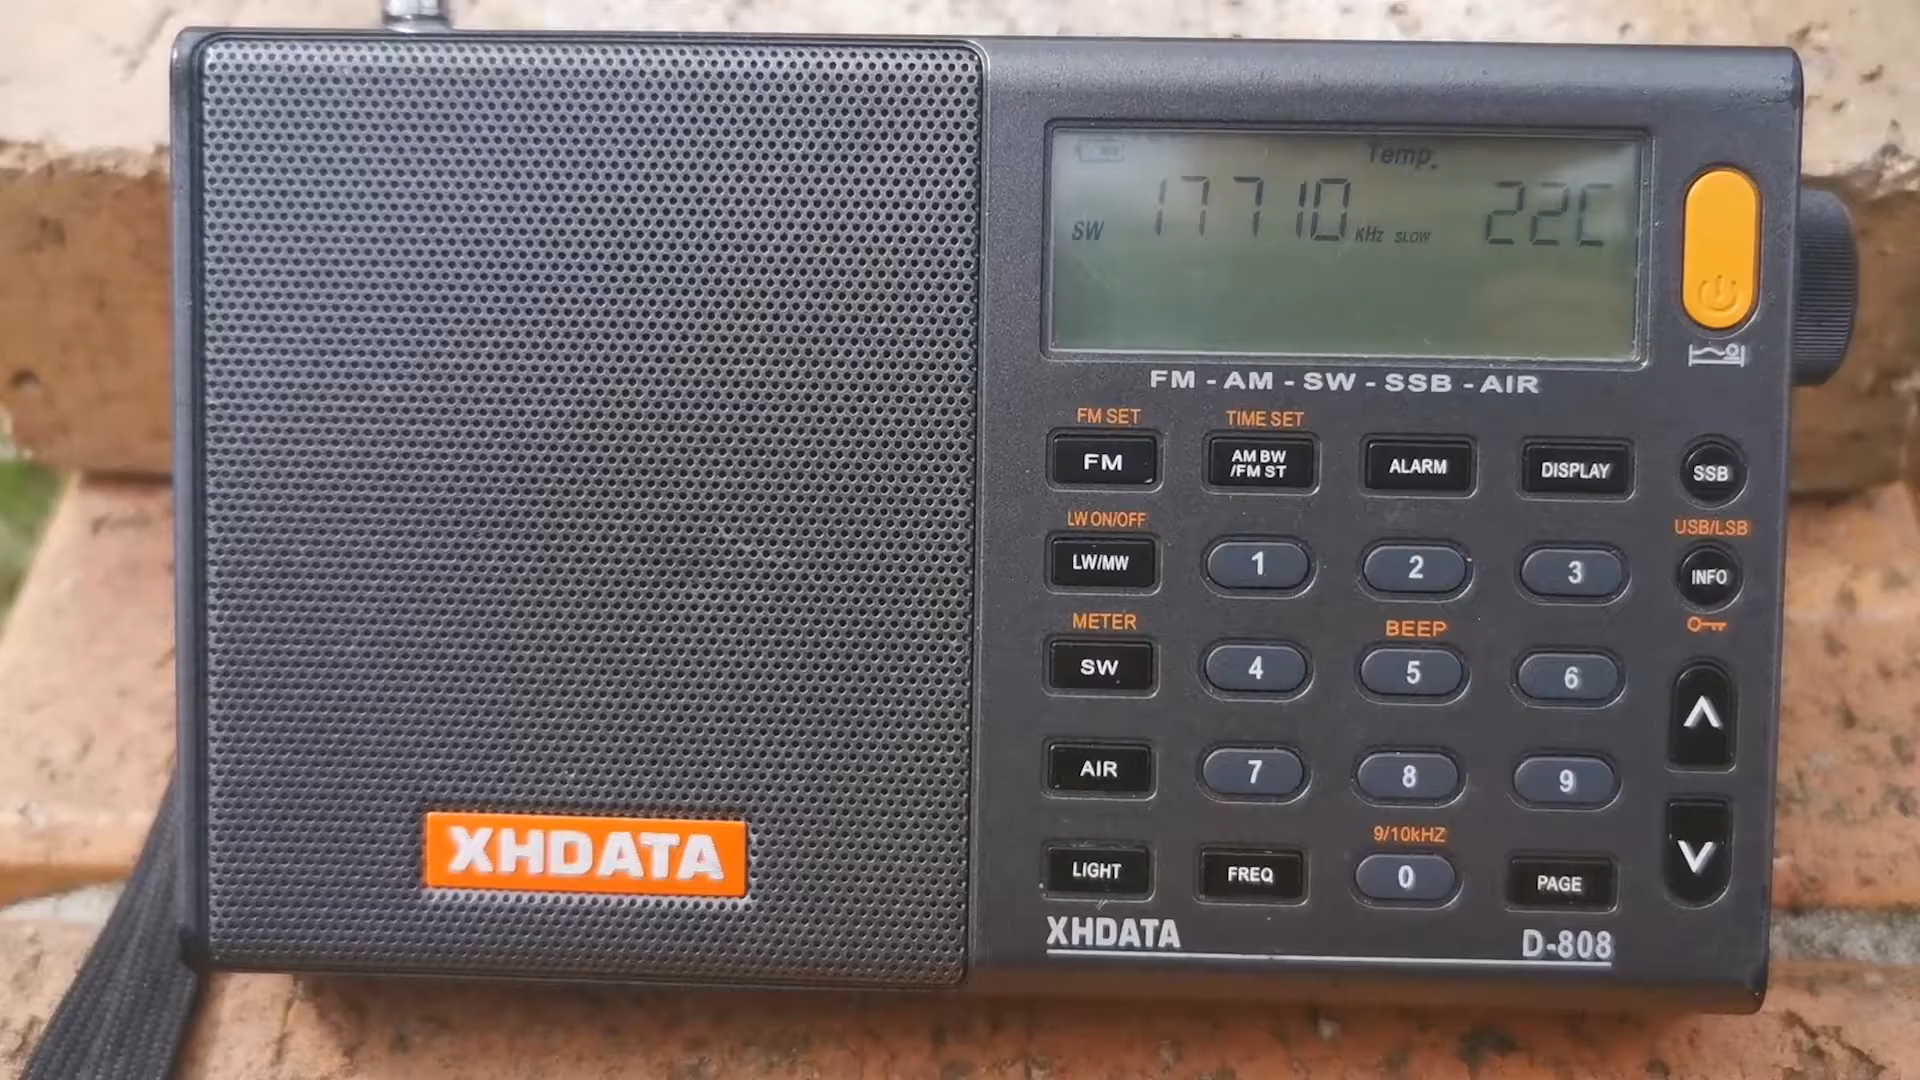 Temp.
SW 17710 kHz SLOW 22C
FM - AM - SW - SSB - AIR
FM SET TIME SET
FM AM BW /FM ST ALARM DISPLAY SSB
LW ON/OFF USB/LSB
LW/MW 1 2 3 INFO
METER BEEP
SW 4 5 6
AIR 7 8 9
9/10kHZ
LIGHT FREQ 0 PAGE
XHDATA
XHDATA D-808